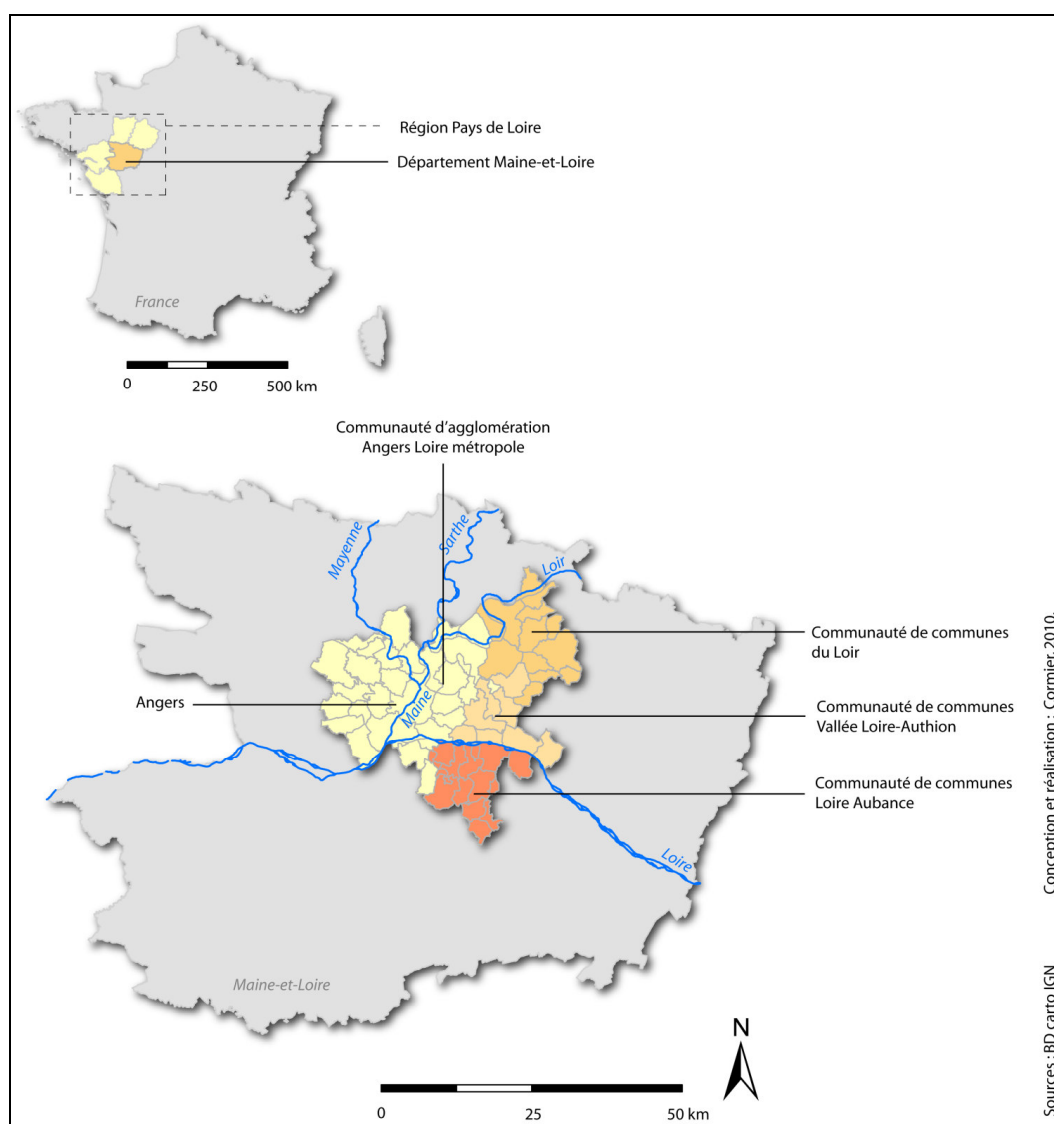 Région Pays de Loire
Département Maine-et-Loire
France
0 250 500 km
Communauté d'agglomération
Angers Loire métropole
Mayenne
Sarthe
Loir
Communauté de communes
du Loir
Angers
Maine
Communauté de communes
Vallée Loire-Authion
Communauté de communes
Loire Aubance
Loire
Maine-et-Loire
N
0 25 50 km
Sources : BD carto IGN Conception et réalisation : Cormier, 2010.